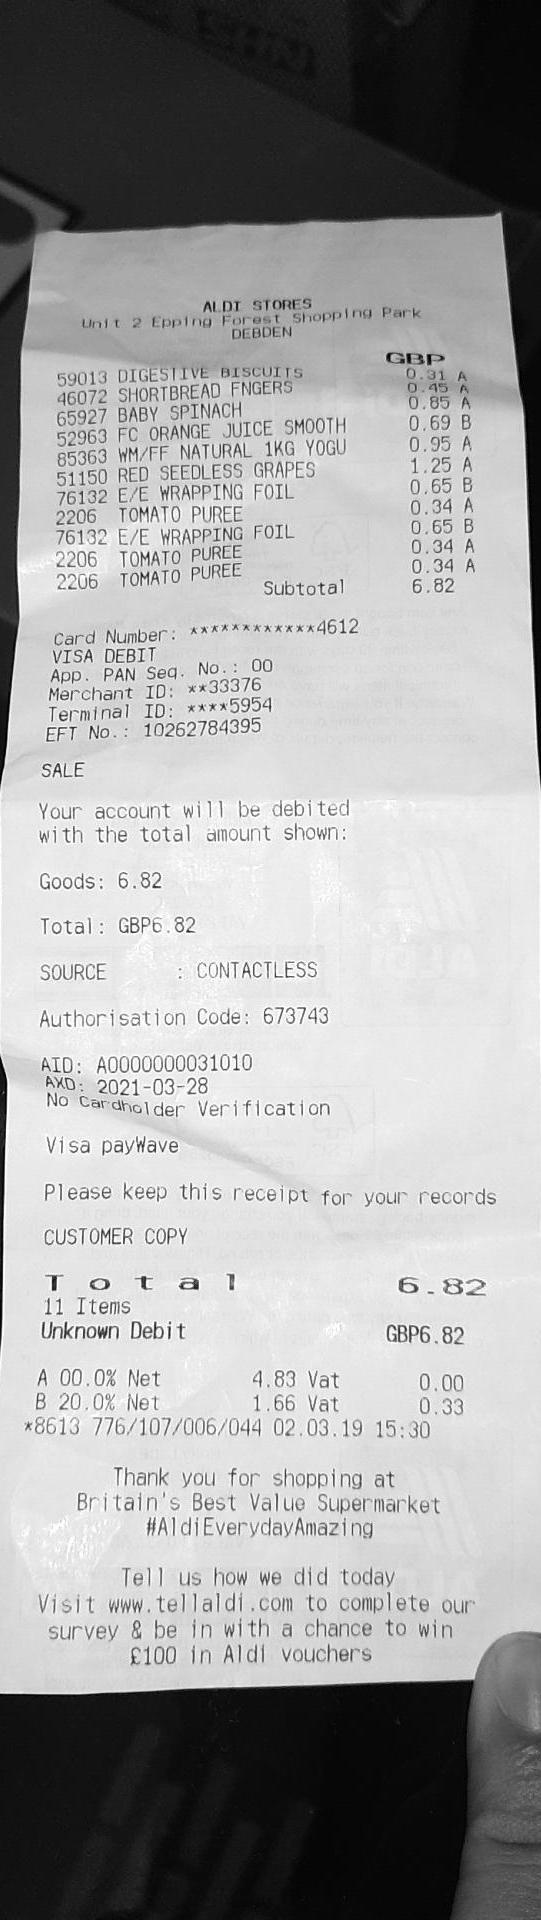 ALDI STORES
Unit 2 Epping Forest Shopping Park
DEBDEN
GBP
59013 DIGESTIVE BISCUITS 0.31 A
46072 SHORTBREAD FNGERS 0.45 A
65927 BABY SPINACH 0.85 A
52963 FC ORANGE JUICE SMOOTH 0.69 B
85363 WM/FF NATURAL 1KG YOGU 0.95 A
51150 RED SEEDLESS GRAPES 1.25 A
76132 E/E WRAPPING FOIL 0.65 B
2206 TOMATO PUREE 0.34 A
76132 E/E WRAPPING FOIL 0.65 B
2206 TOMATO PUREE 0.34 A
2206 TOMATO PUREE 0.34 A
Subtotal 6.82
Card Number: ************4612
VISA DEBIT
App. PAN Seq. No.: 00
Merchant ID: **33376
Terminal ID: ****5954
EFT No.: 10262784395
SALE
Your account will be debited
with the total amount shown:
Goods: 6.82
Total: GBP6.82
SOURCE : CONTACTLESS
Authorisation Code: 673743
AID: A0000000031010
AXD: 2021-03-28
No Cardholder Verification
Visa payWave
Please keep this receipt for your records
CUSTOMER COPY
Total 6.82
11 Items
Unknown Debit GBP6.82
A 00.0% Net 4.83 Vat 0.00
B 20.0% Net 1.66 Vat 0.33
*8613 776/107/006/044 02.03.19 15:30
Thank you for shopping at
Britain's Best Value Supermarket
#AldiEverydayAmazing
Tell us how we did today
Visit www.tellaldi.com to complete our
survey & be in with a chance to win
£100 in Aldi vouchers